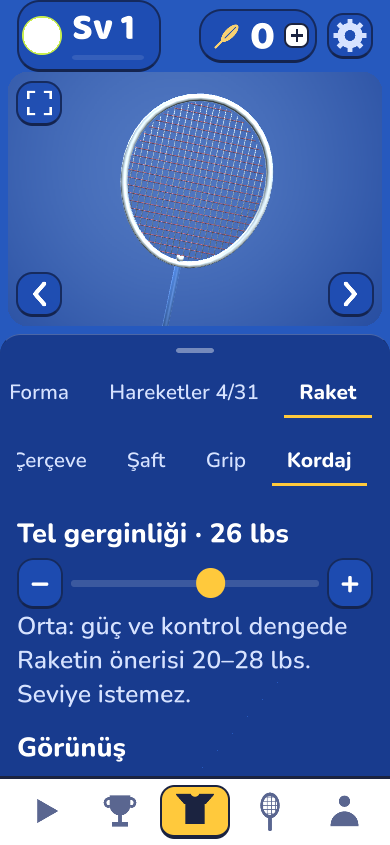 Sv 1
0
Forma
Hareketler 4/31
Raket
Çerçeve
Şaft
Grip
Kordaj
Tel gerginliği · 26 lbs
Orta: güç ve kontrol dengede
Raketin önerisi 20–28 lbs.
Seviye istemez.
Görünüş